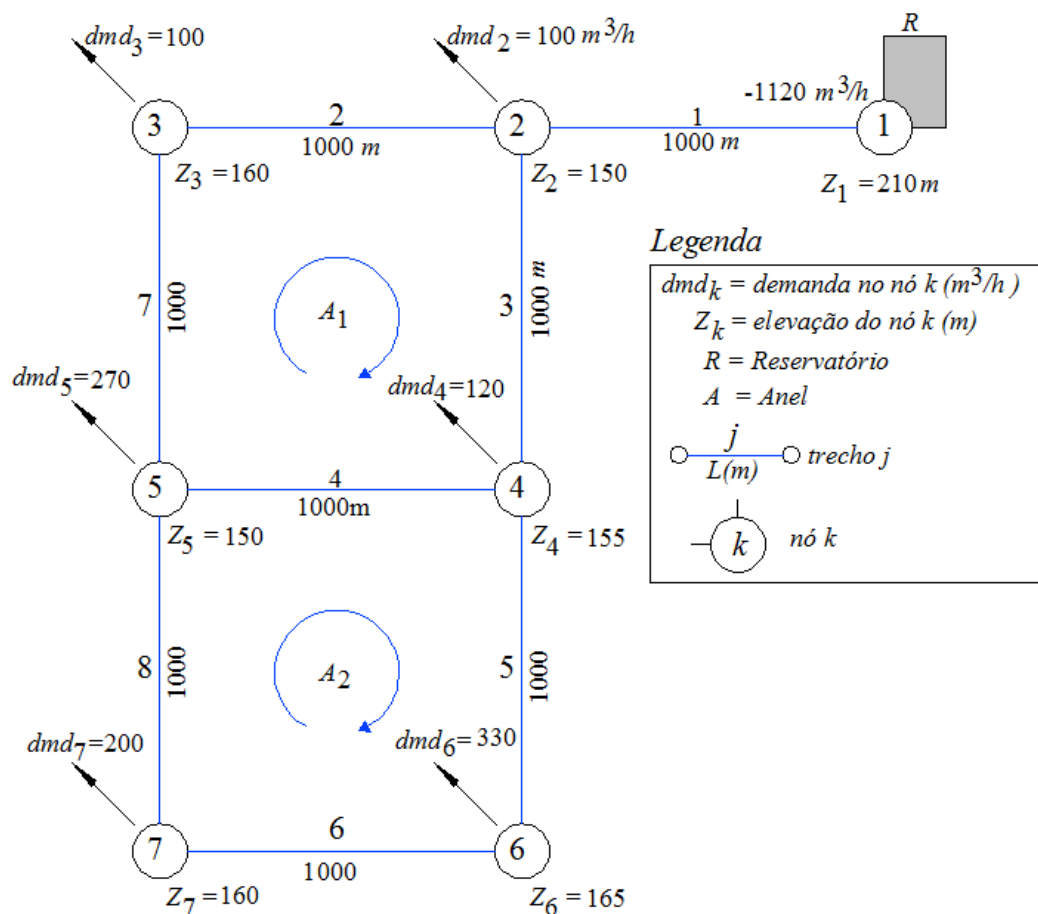 dmd3=100
dmd2=100 m³/h
R
-1120 m³/h
3
2
1000 m
2
1
1000 m
1
Z3=160
Z2=150
Z1=210 m
7
1000
A1
3
1000 m
Legenda
dmdk = demanda no nó k (m³/h)
Zk = elevação do nó k (m)
R = Reservatório
A = Anel
j
L(m)
trecho j
k
nó k
dmd5=270
dmd4=120
5
4
1000m
4
Z5=150
Z4=155
8
1000
A2
5
1000
dmd7=200
dmd6=330
7
6
1000
6
Z7=160
Z6=165